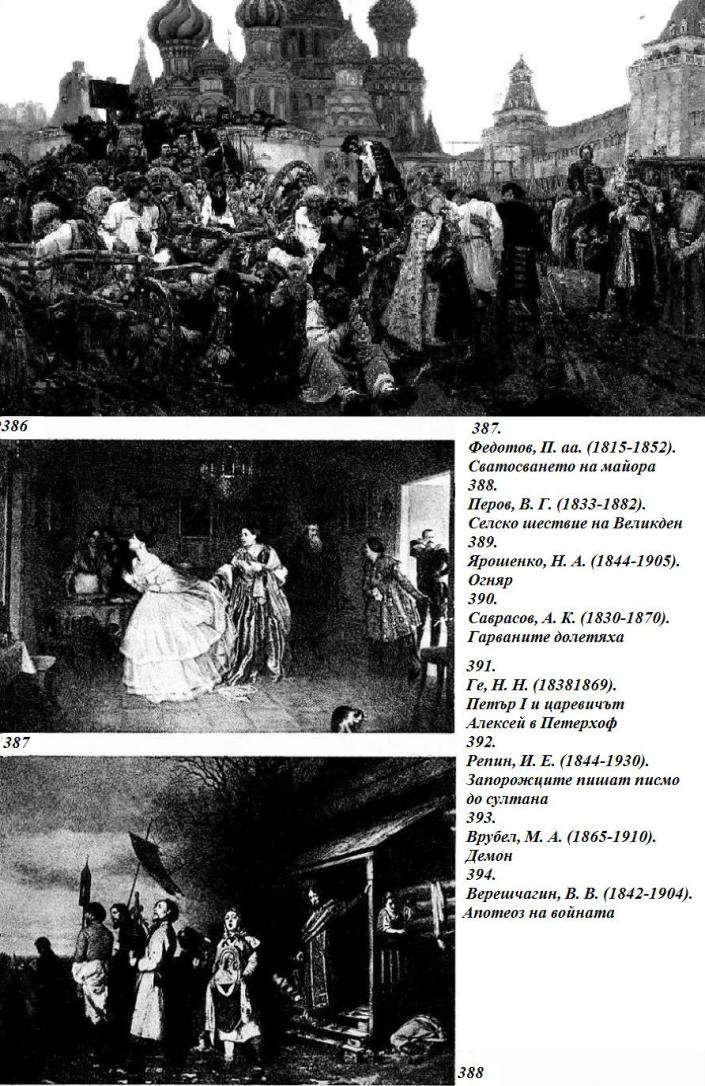 386
387.
Федотов, П. аа. (1815-1852).
Сватосването на майора
388.
Перов, В. Г. (1833-1882).
Селско шествие на Великден
389.
Ярошенко, Н. А. (1844-1905).
Огняр
390.
Саврасов, А. К. (1830-1870).
Гарваните долетяха
391.
Ге, Н. Н. (18381869).
Петър I и царевичът
Алексей в Петерхоф
392.
Репин, И. Е. (1844-1930).
Запорожците пишат писмо
до султана
393.
Врубел, М. А. (1865-1910).
Демон
394.
Верешчагин, В. В. (1842-1904).
Апотеоз на войната
387
388